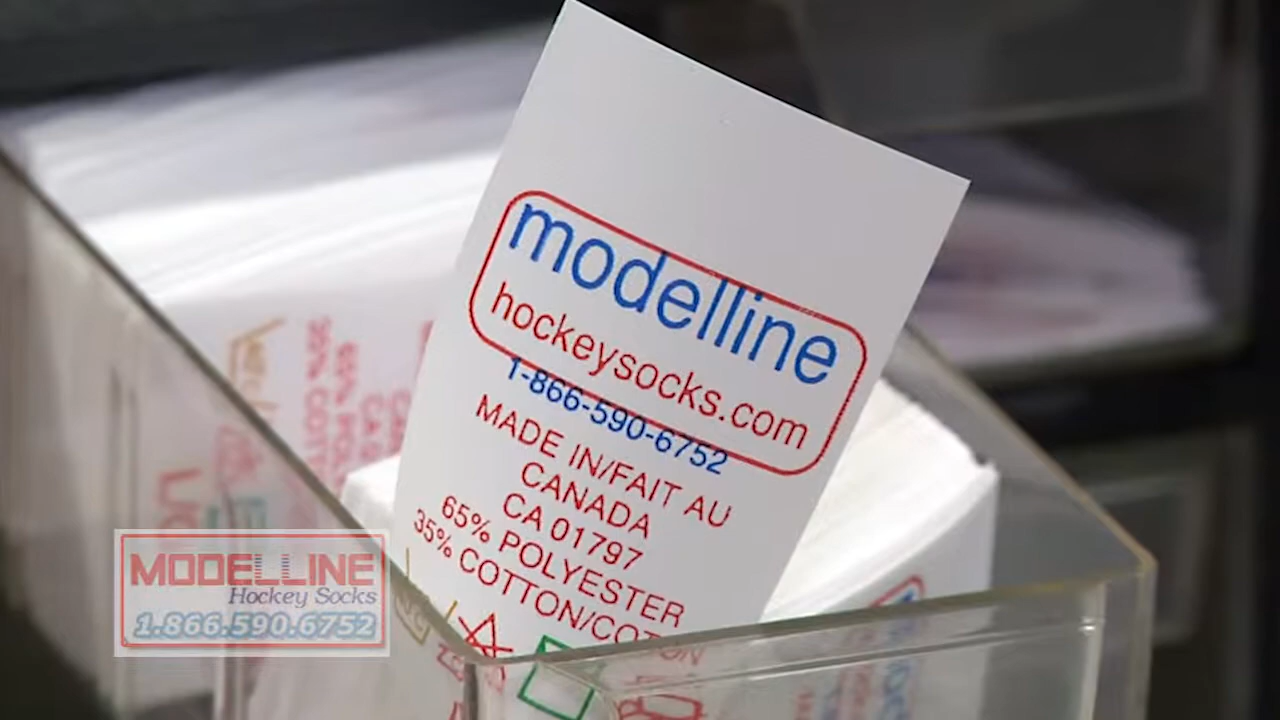 modelline
hockeysocks.com
1-866-590-6752
MADE IN/FAIT AU
CANADA
CA 01797
65% POLYESTER
35% COTTON/COTON
MODELLINE
Hockey Socks
1.866.590.6752